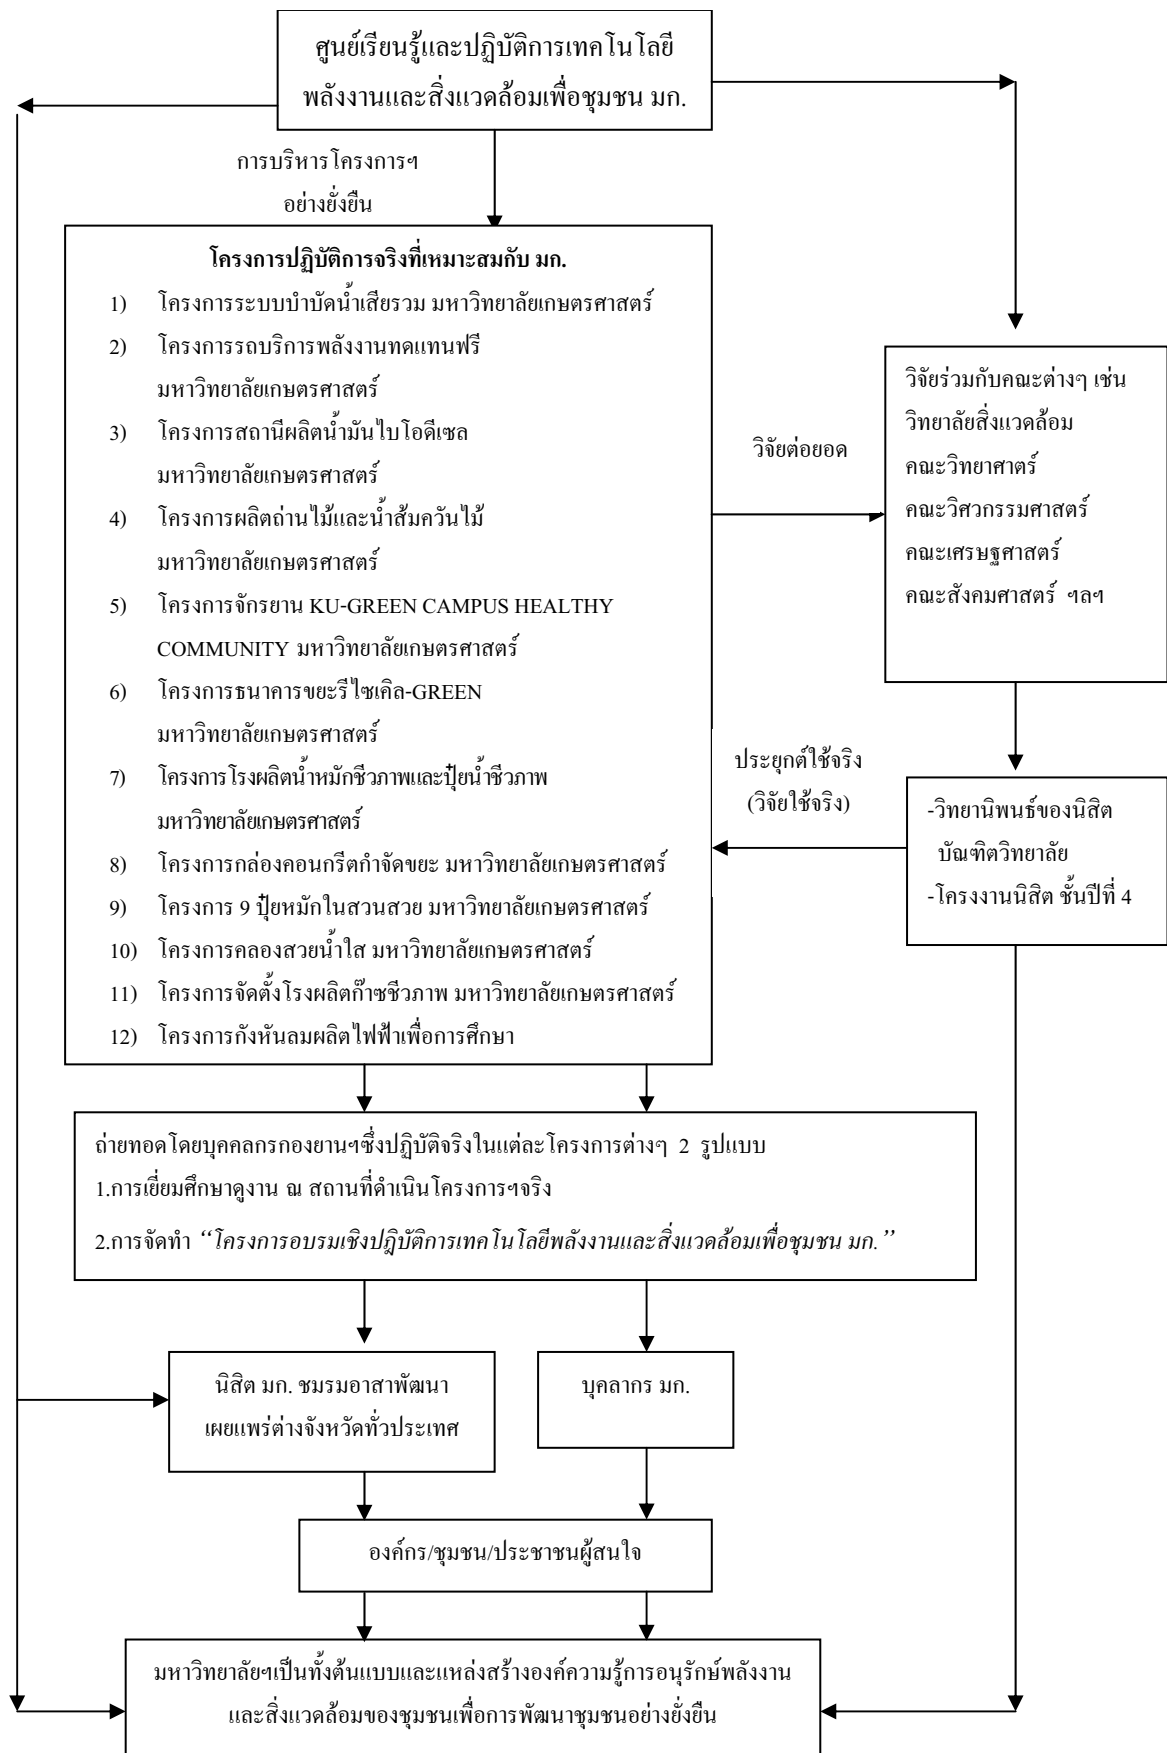 ศูนย์เรียนรู้และปฏิบัติการเทคโนโลยี
พลังงานและสิ่งแวดล้อมเพื่อชุมชน มก.
การบริหารโครงการฯ
อย่างยั่งยืน
โครงการปฏิบัติการจริงที่เหมาะสมกับ มก.
1) โครงการระบบบำบัดน้ำเสียรวม มหาวิทยาลัยเกษตรศาสตร์
2) โครงการรถบริการพลังงานทดแทนฟรี
มหาวิทยาลัยเกษตรศาสตร์
3) โครงการสถานีผลิตน้ำมันไบโอดีเซล
มหาวิทยาลัยเกษตรศาสตร์
4) โครงการผลิตถ่านไม้และน้ำส้มควันไม้
มหาวิทยาลัยเกษตรศาสตร์
5) โครงการจักรยาน KU-GREEN CAMPUS HEALTHY
COMMUNITY มหาวิทยาลัยเกษตรศาสตร์
6) โครงการธนาคารขยะรีไซเคิล-GREEN
มหาวิทยาลัยเกษตรศาสตร์
7) โครงการโรงผลิตน้ำหมักชีวภาพและปุ๋ยน้ำชีวภาพ
มหาวิทยาลัยเกษตรศาสตร์
8) โครงการกล่องคอนกรีตกำจัดขยะ มหาวิทยาลัยเกษตรศาสตร์
9) โครงการ 9 ปุ๋ยหมักในสวนสวย มหาวิทยาลัยเกษตรศาสตร์
10) โครงการคลองสวยน้ำใส มหาวิทยาลัยเกษตรศาสตร์
11) โครงการจัดตั้งโรงผลิตก๊าซชีวภาพ มหาวิทยาลัยเกษตรศาสตร์
12) โครงการกังหันลมผลิตไฟฟ้าเพื่อการศึกษา
วิจัยต่อยอด
วิจัยร่วมกับคณะต่างๆ เช่น
วิทยาลัยสิ่งแวดล้อม
คณะวิทยาศาตร์
คณะวิศวกรรมศาสตร์
คณะเศรษฐศาสตร์
คณะสังคมศาสตร์ ฯลฯ
ประยุกต์ใช้จริง
(วิจัยใช้จริง)
-วิทยานิพนธ์ของนิสิต
บัณฑิตวิทยาลัย
-โครงงานนิสิต ชั้นปีที่ 4
ถ่ายทอดโดยบุคคลกรกองยานฯซึ่งปฏิบัติจริงในแต่ละโครงการต่างๆ 2 รูปแบบ
1.การเยี่ยมศึกษาดูงาน ณ สถานที่ดำเนินโครงการฯจริง
2.การจัดทำ “โครงการอบรมเชิงปฎิบัติการเทคโนโลยีพลังงานและสิ่งแวดล้อมเพื่อชุมชน มก.”
นิสิต มก. ชมรมอาสาพัฒนา
เผยแพร่ต่างจังหวัดทั่วประเทศ
บุคลากร มก.
องค์กร/ชุมชน/ประชาชนผู้สนใจ
มหาวิทยาลัยฯเป็นทั้งต้นแบบและแหล่งสร้างองค์ความรู้การอนุรักษ์พลังงาน
และสิ่งแวดล้อมของชุมชนเพื่อการพัฒนาชุมชนอย่างยั่งยืน